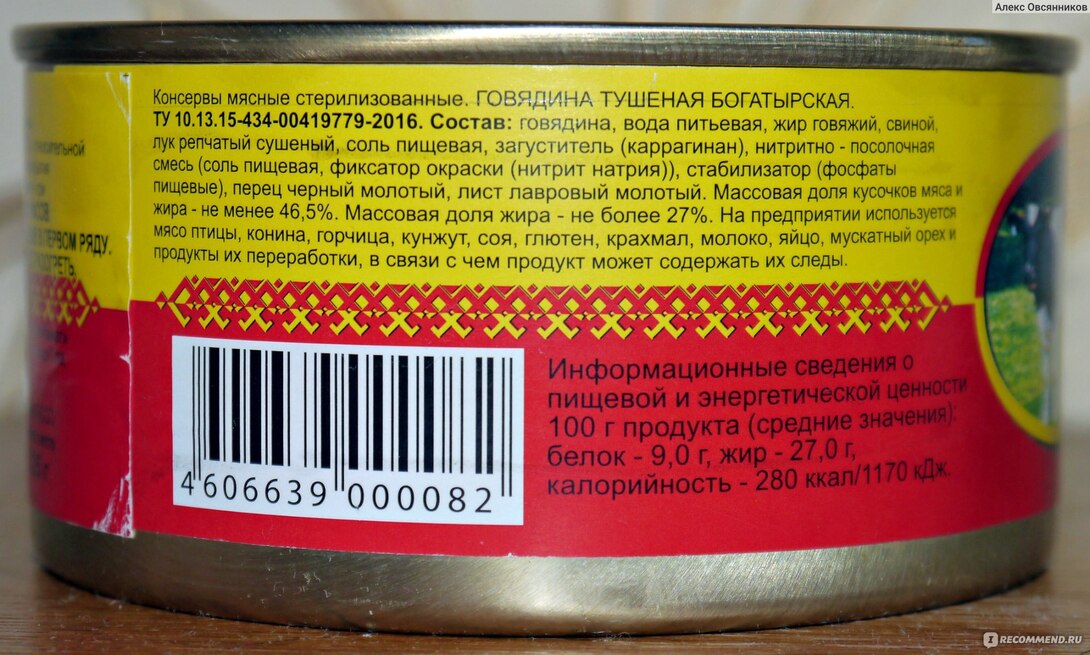 Алекс Овсянников
Консервы мясные стерилизованные. ГОВЯДИНА ТУШЕНАЯ БОГАТЫРСКАЯ.
ТУ 10.13.15-434-00419779-2016. Состав: говядина, вода питьевая, жир говяжий, свиной,
лук репчатый сушеный, соль пищевая, загуститель (каррагинан), нитритно - посолочная
смесь (соль пищевая, фиксатор окраски (нитрит натрия)), стабилизатор (фосфаты
пищевые), перец черный молотый, лист лавровый молотый. Массовая доля кусочков мяса и
жира - не менее 46,5%. Массовая доля жира - не более 27%. На предприятии используется
мясо птицы, конина, горчица, кунжут, соя, глютен, крахмал, молоко, яйцо, мускатный орех и
продукты их переработки, в связи с чем продукт может содержать их следы.
В ПЕРВОМ РЯДУ.
4 606639 000082
Информационные сведения о
пищевой и энергетической ценности
100 г продукта (средние значения):
белок - 9,0 г, жир - 27,0 г,
калорийность - 280 ккал/1170 кДж.
IRECOMMEND.RU